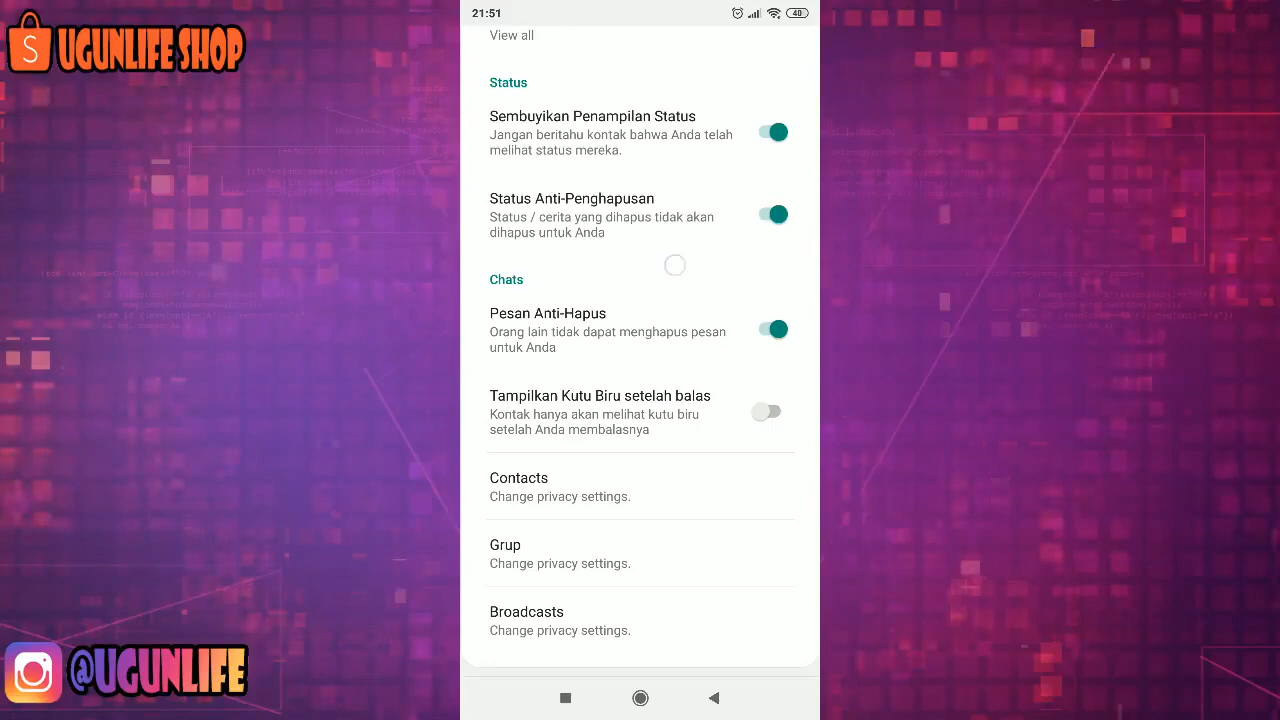 UGUNLIFE SHOP
21:51
40
View all
Status
Sembuyikan Penampilan Status
Jangan beritahu kontak bahwa Anda telah
melihat status mereka.
Status Anti-Penghapusan
Status / cerita yang dihapus tidak akan
dihapus untuk Anda
Chats
Pesan Anti-Hapus
Orang lain tidak dapat menghapus pesan
untuk Anda
Tampilkan Kutu Biru setelah balas
Kontak hanya akan melihat kutu biru
setelah Anda membalasnya
Contacts
Change privacy settings.
Grup
Change privacy settings.
Broadcasts
Change privacy settings.
@UGUNLIFE